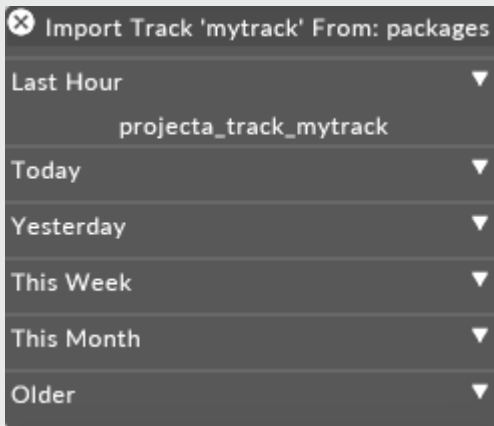 Import Track 'mytrack' From: packages
Last Hour
projecta_track_mytrack
Today
Yesterday
This Week
This Month
Older